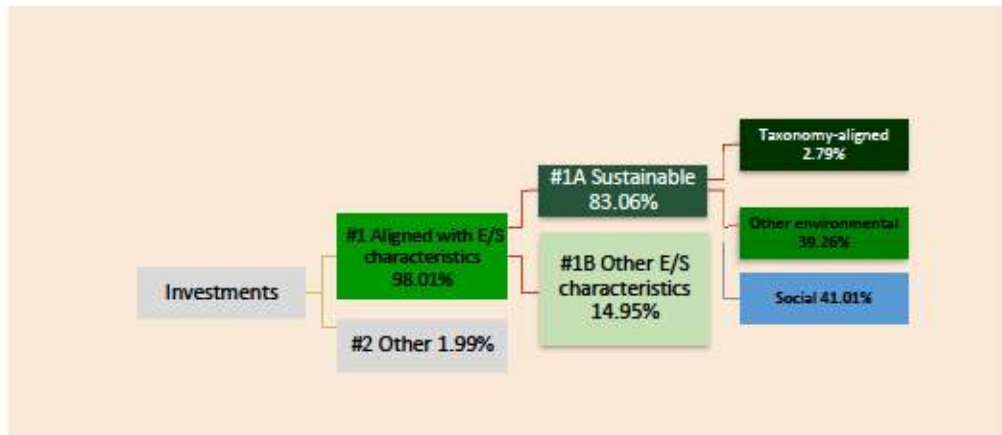 Investments
#1 Aligned with E/S
characteristics
98.01%
#2 Other 1.99%
#1A Sustainable
83.06%
#1B Other E/S
characteristics
14.95%
Taxonomy-aligned
2.79%
Other environmental
39.26%
Social 41.01%